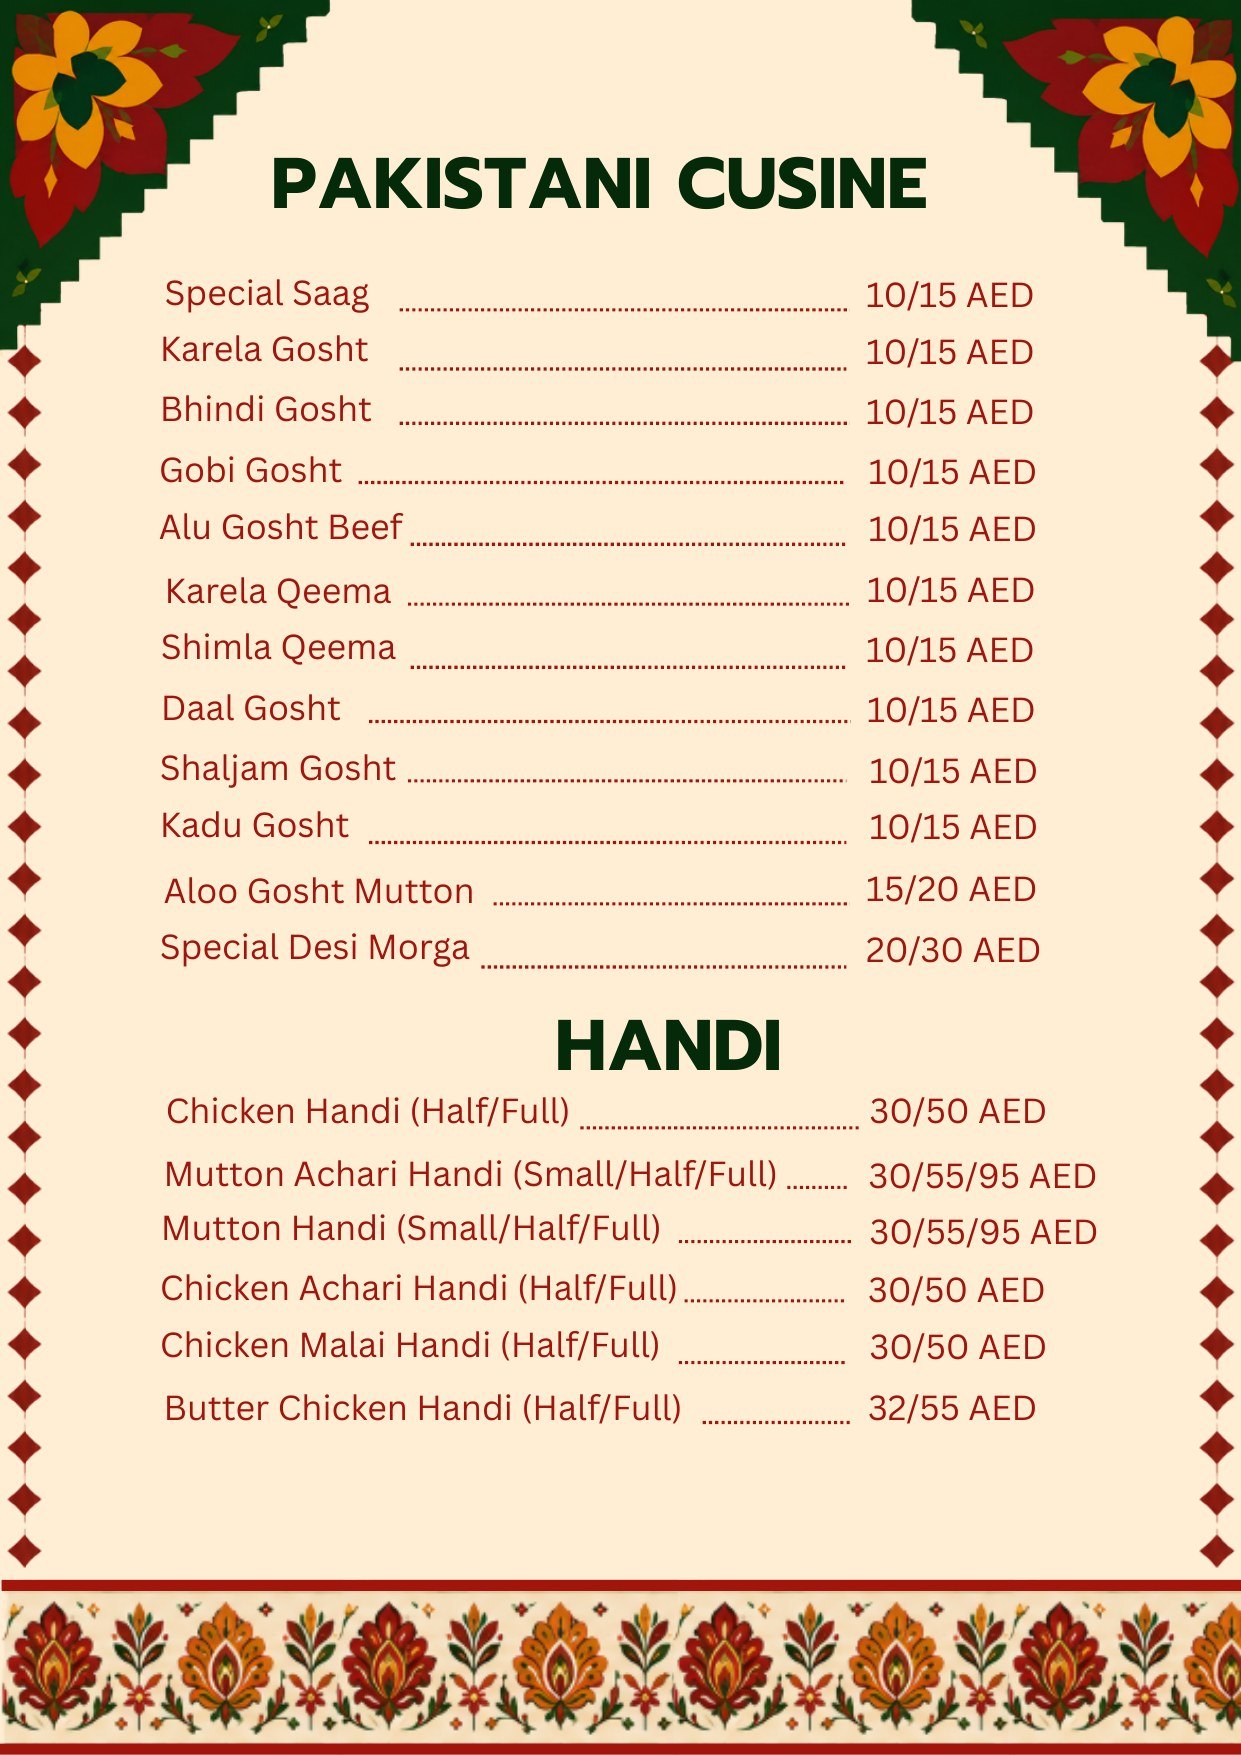 PAKISTANI CUSINE
Special Saag 10/15 AED
Karela Gosht 10/15 AED
Bhindi Gosht 10/15 AED
Gobi Gosht 10/15 AED
Alu Gosht Beef 10/15 AED
Karela Qeema 10/15 AED
Shimla Qeema 10/15 AED
Daal Gosht 10/15 AED
Shaljam Gosht 10/15 AED
Kadu Gosht 10/15 AED
Aloo Gosht Mutton 15/20 AED
Special Desi Morga 20/30 AED
HANDI
Chicken Handi (Half/Full) 30/50 AED
Mutton Achari Handi (Small/Half/Full) 30/55/95 AED
Mutton Handi (Small/Half/Full) 30/55/95 AED
Chicken Achari Handi (Half/Full) 30/50 AED
Chicken Malai Handi (Half/Full) 30/50 AED
Butter Chicken Handi (Half/Full) 32/55 AED